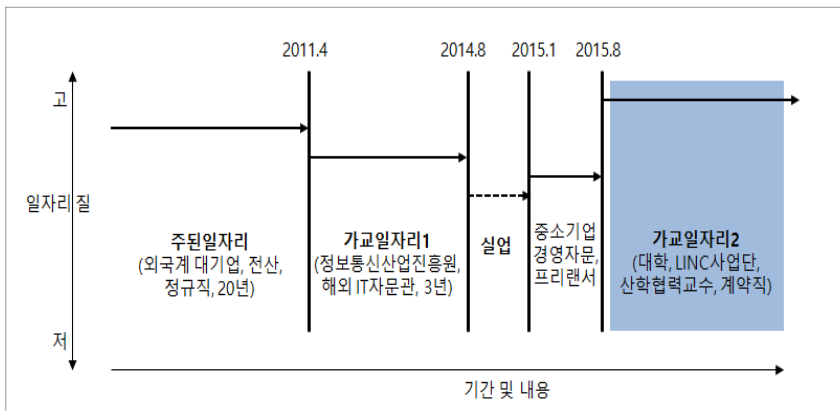 2011.4
2014.8
2015.1
2015.8
고
일자리 질
저
주된일자리
(외국계 대기업, 전산,
정규직, 20년)
가교일자리1
(정보통신산업진흥원,
해외 IT자문관, 3년)
실업
중소기업
경영자문,
프리랜서
가교일자리2
(대학, LINC사업단,
산학협력교수, 계약직)
기간 및 내용